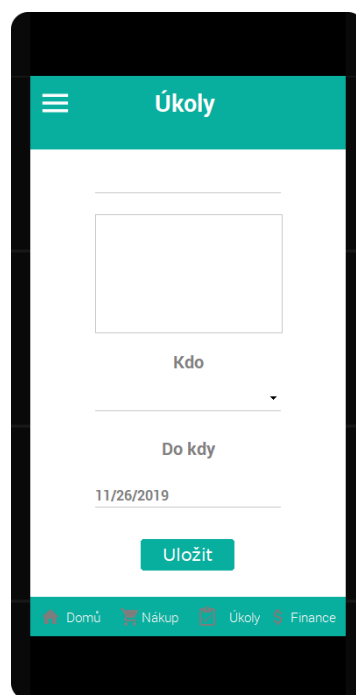 Úkoly
Kdo
Do kdy
11/26/2019
Uložit
Domů Nákup Úkoly $ Finance